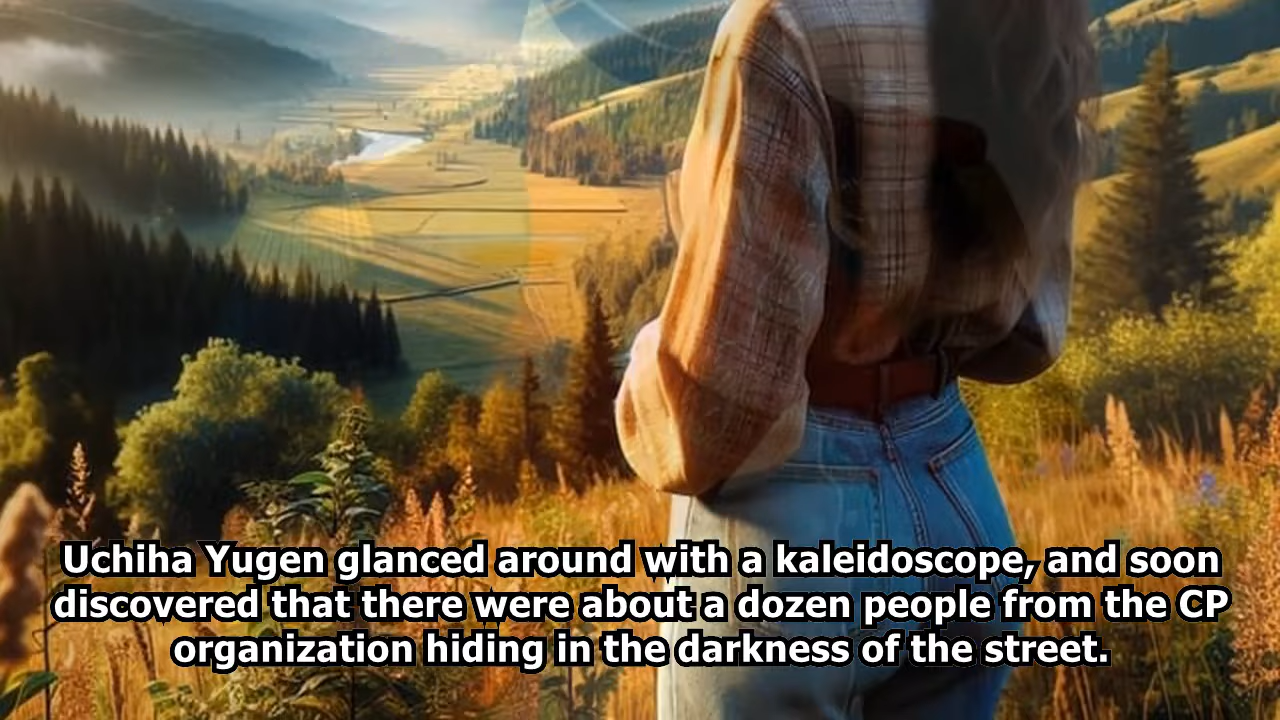 Uchiha Yugen glanced around with a kaleidoscope, and soon
discovered that there were about a dozen people from the CP
organization hiding in the darkness of the street.